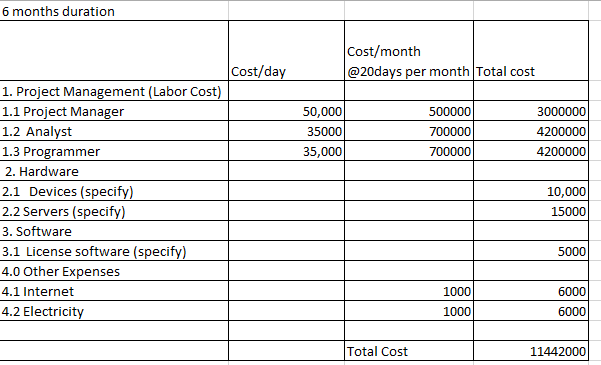 6 months duration
Cost/day
Cost/month
@20days per month
Total cost
1. Project Management (Labor Cost)
1.1 Project Manager 50,000 500000 3000000
1.2 Analyst 35000 700000 4200000
1.3 Programmer 35,000 700000 4200000
2. Hardware
2.1 Devices (specify) 10,000
2.2 Servers (specify) 15000
3. Software
3.1 License software (specify) 5000
4.0 Other Expenses
4.1 Internet 1000 6000
4.2 Electricity 1000 6000
Total Cost 11442000